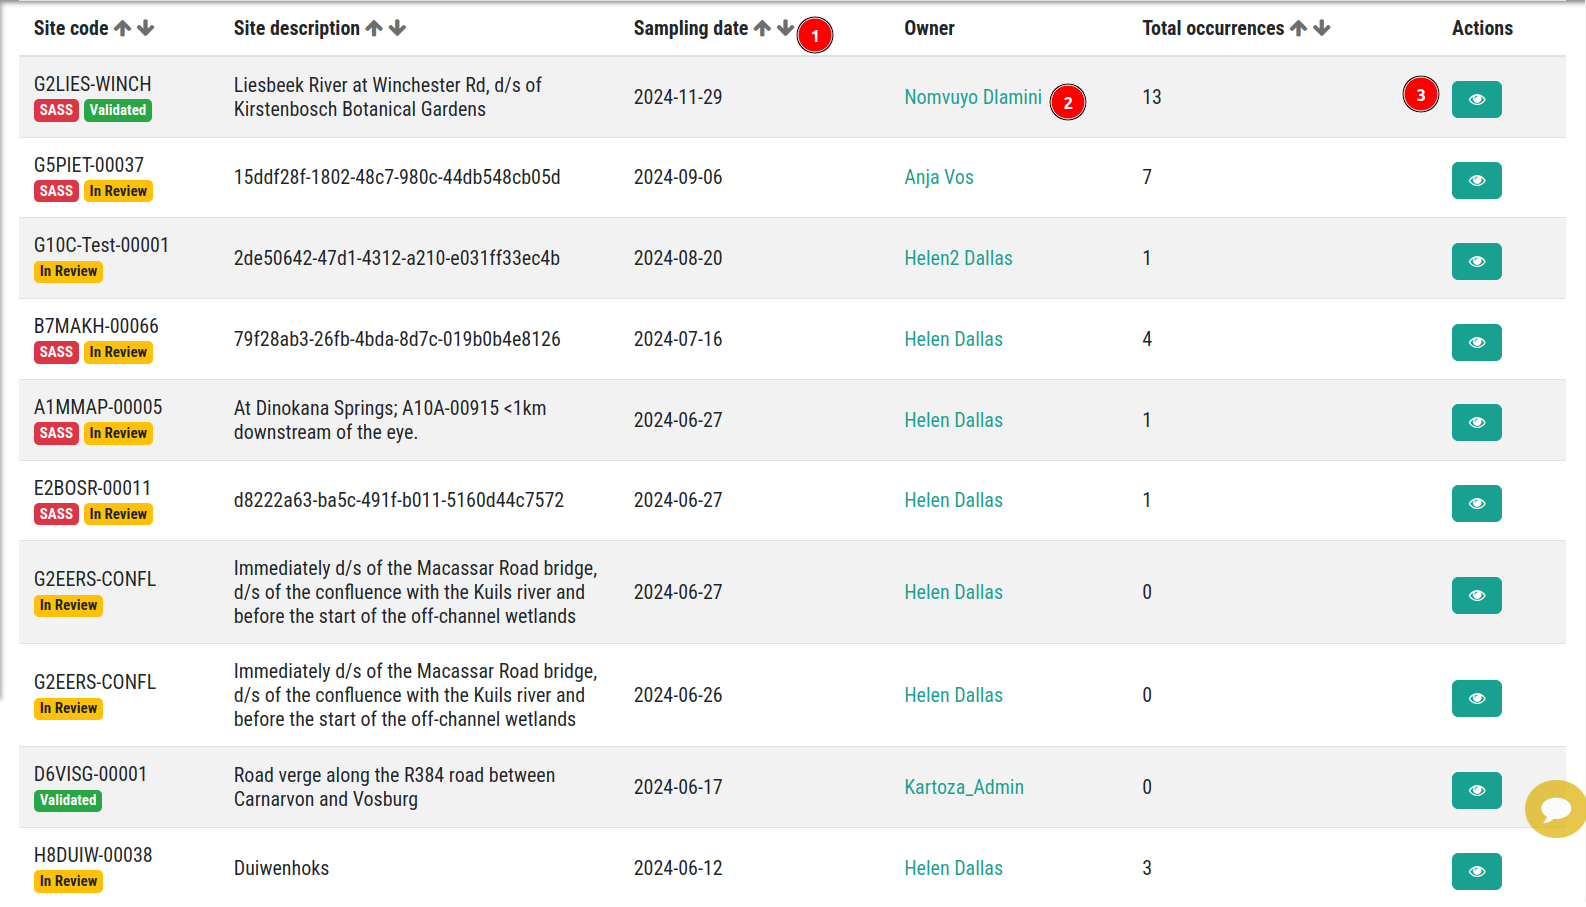 Site code Site description Sampling date 1 Owner Total occurrences Actions
G2LIES-WINCH
SASS Validated
Liesbeek River at Winchester Rd, d/s of
Kirstenbosch Botanical Gardens
2024-11-29 Nomvuyo Dlamini 2 13 3
G5PIET-00037
SASS In Review
15ddf28f-1802-48c7-980c-44db548cb05d 2024-09-06 Anja Vos 7
G10C-Test-00001
In Review
2de50642-47d1-4312-a210-e031ff33ec4b 2024-08-20 Helen2 Dallas 1
B7MAKH-00066
SASS In Review
79f28ab3-26fb-4bda-8d7c-019b0b4e8126 2024-07-16 Helen Dallas 4
A1MMAP-00005
SASS In Review
At Dinokana Springs; A10A-00915 <1km
downstream of the eye.
2024-06-27 Helen Dallas 1
E2BOSR-00011
SASS In Review
d8222a63-ba5c-491f-b011-5160d44c7572 2024-06-27 Helen Dallas 1
G2EERS-CONFL
In Review
Immediately d/s of the Macassar Road bridge,
d/s of the confluence with the Kuils river and
before the start of the off-channel wetlands
2024-06-27 Helen Dallas 0
G2EERS-CONFL
In Review
Immediately d/s of the Macassar Road bridge,
d/s of the confluence with the Kuils river and
before the start of the off-channel wetlands
2024-06-26 Helen Dallas 0
D6VISG-00001
Validated
Road verge along the R384 road between
Carnarvon and Vosburg
2024-06-17 Kartoza_Admin 0
H8DUIW-00038
In Review
Duiwenhoks 2024-06-12 Helen Dallas 3